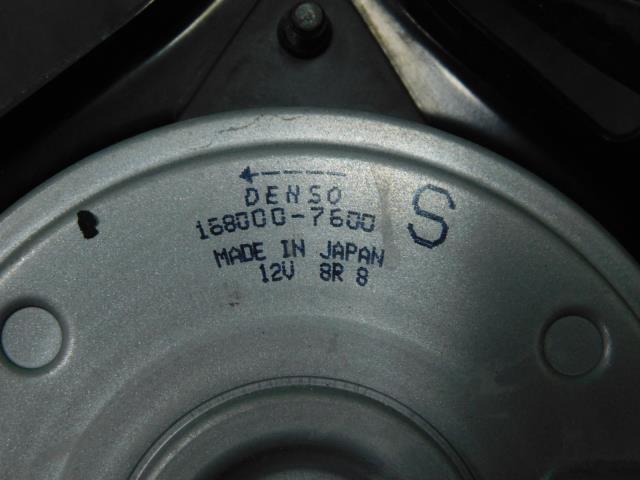 DENSO
168000-7600
S
MADE IN JAPAN
12V 8R 8